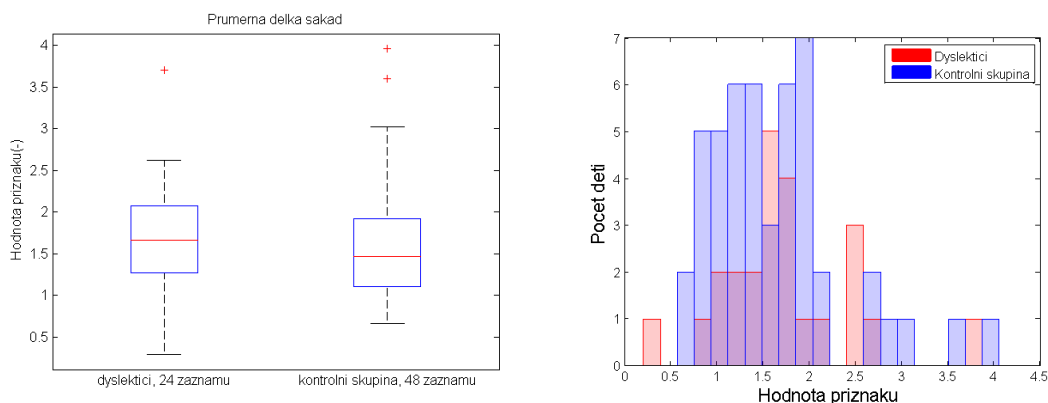 Prumerna delka sakad
Hodnota priznaku(-)
4
3.5
3
2.5
2
1.5
1
0.5
dyslektici, 24 zaznamu
kontrolni skupina, 48 zaznamu
Dyslektici
Kontrolni skupina
Pocet deti
7
6
5
4
3
2
1
0
0 0.5 1 1.5 2 2.5 3 3.5 4 4.5
Hodnota priznaku